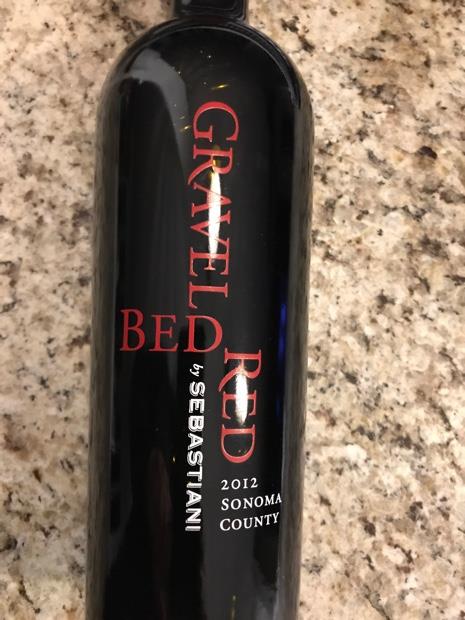 GRAVEL
BED
RED
by SEBASTIANI
2012
SONOMA
COUNTY